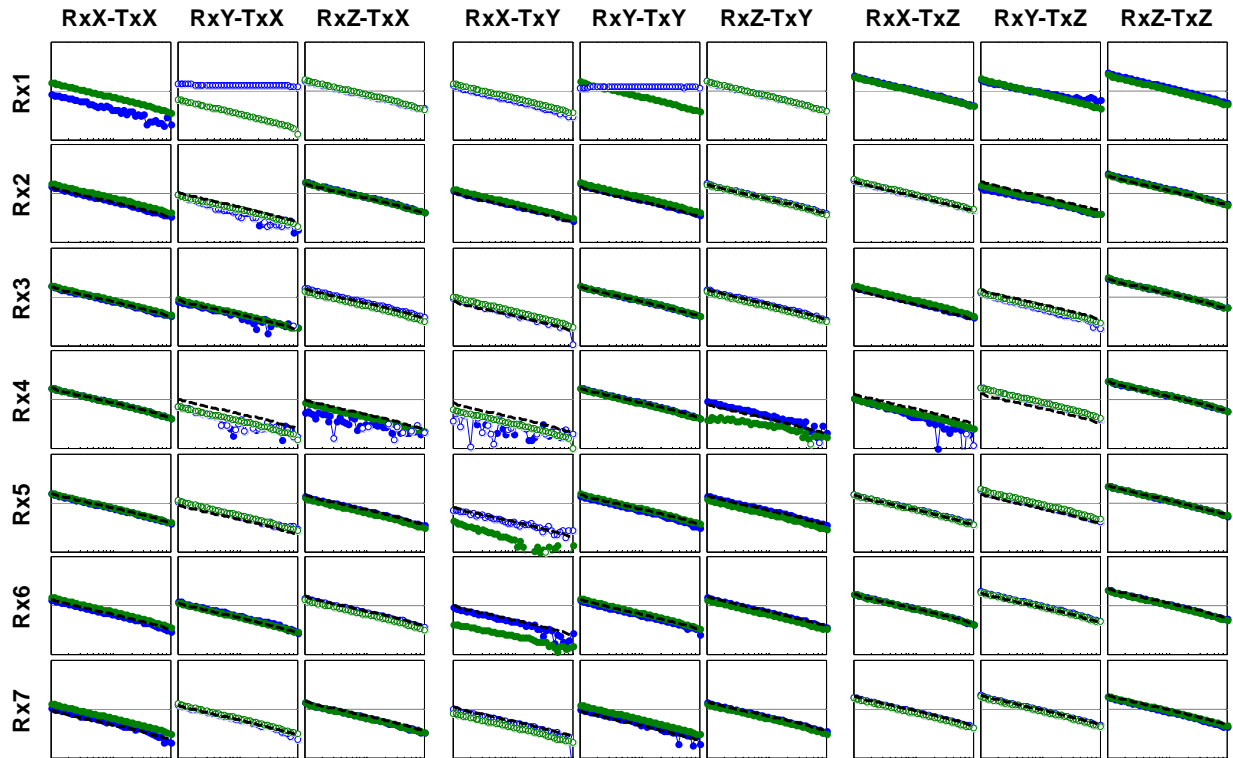 RxX-TxX RxY-TxX RxZ-TxX RxX-TxY RxY-TxY RxZ-TxY RxX-TxZ RxY-TxZ RxZ-TxZ
Rx1
Rx2
Rx3
Rx4
Rx5
Rx6
Rx7